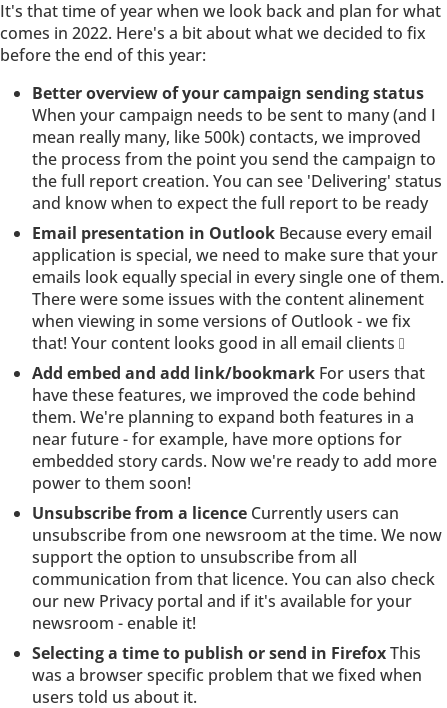 It's that time of year when we look back and plan for what
comes in 2022. Here's a bit about what we decided to fix
before the end of this year:
• Better overview of your campaign sending status
When your campaign needs to be sent to many (and I
mean really many, like 500k) contacts, we improved
the process from the point you send the campaign to
the full report creation. You can see 'Delivering' status
and know when to expect the full report to be ready
• Email presentation in Outlook Because every email
application is special, we need to make sure that your
emails look equally special in every single one of them.
There were some issues with the content alinement
when viewing in some versions of Outlook - we fix
that! Your content looks good in all email clients
• Add embed and add link/bookmark For users that
have these features, we improved the code behind
them. We're planning to expand both features in a
near future - for example, have more options for
embedded story cards. Now we're ready to add more
power to them soon!
• Unsubscribe from a licence Currently users can
unsubscribe from one newsroom at the time. We now
support the option to unsubscribe from all
communication from that licence. You can also check
our new Privacy portal and if it's available for your
newsroom - enable it!
• Selecting a time to publish or send in Firefox This
was a browser specific problem that we fixed when
users told us about it.